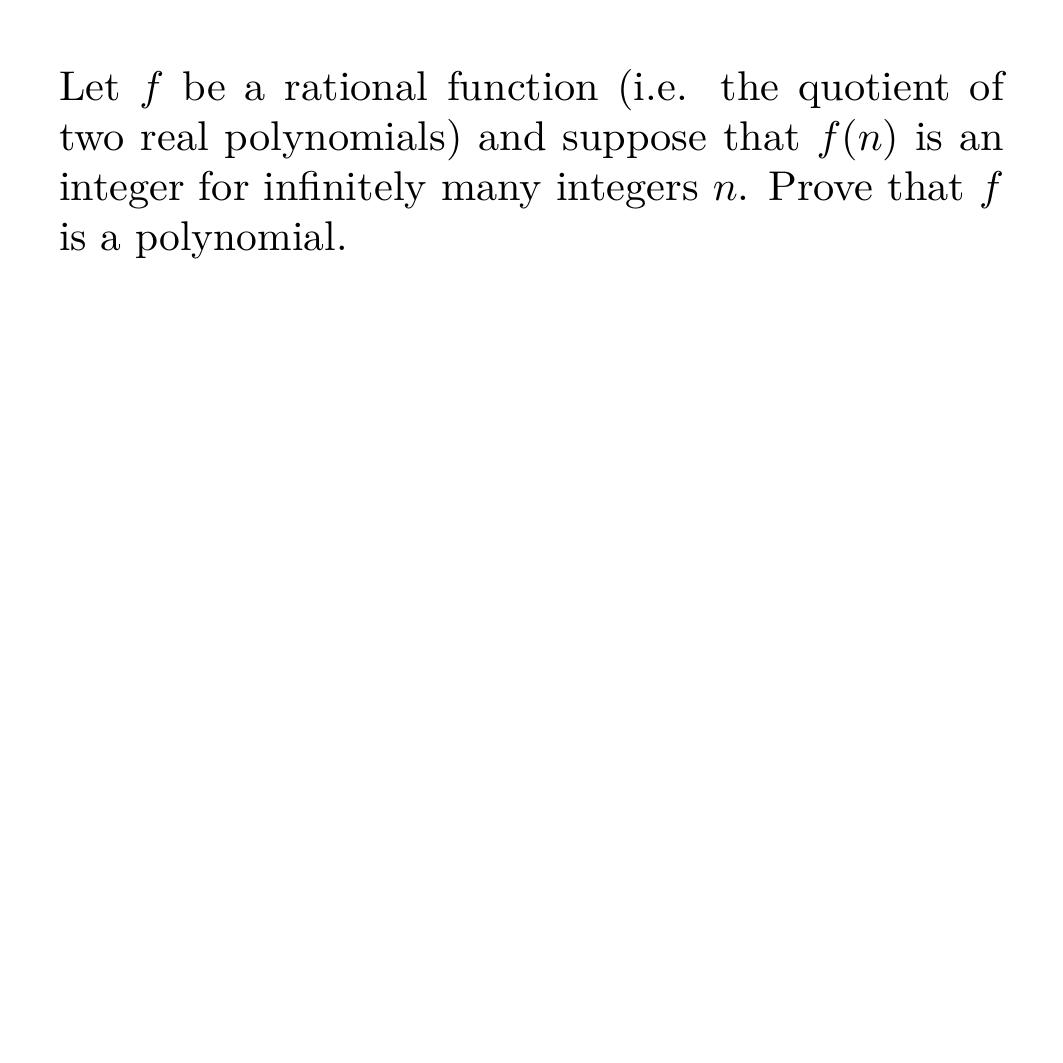 Let f be a rational function (i.e. the quotient of
two real polynomials) and suppose that f(n) is an
integer for infinitely many integers n. Prove that f
is a polynomial.